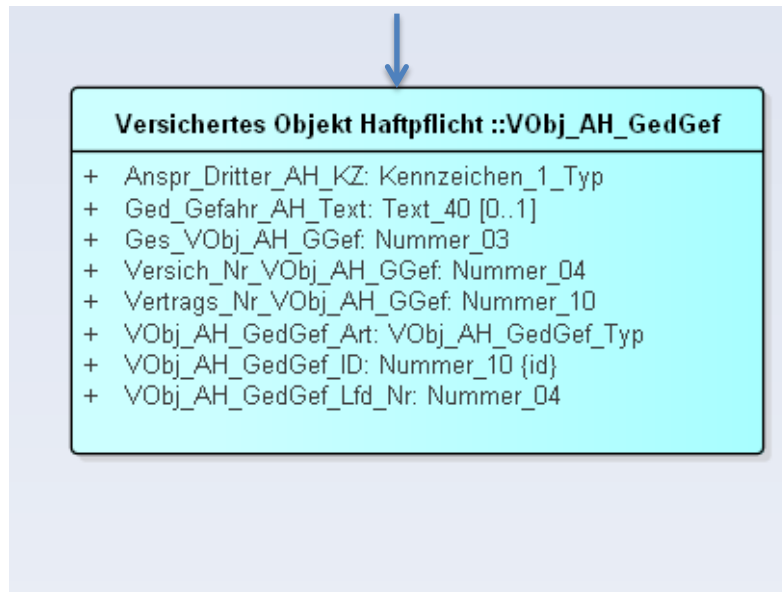 Versichertes Objekt Haftpflicht ::VObj_AH_GedGef
+ Anspr_Dritter_AH_KZ: Kennzeichen_1_Typ
+ Ged_Gefahr_AH_Text: Text_40 [0..1]
+ Ges_VObj_AH_GGef: Nummer_03
+ Versich_Nr_VObj_AH_GGef: Nummer_04
+ Vertrags_Nr_VObj_AH_GGef: Nummer_10
+ VObj_AH_GedGef_Art: VObj_AH_GedGef_Typ
+ VObj_AH_GedGef_ID: Nummer_10 {id}
+ VObj_AH_GedGef_Lfd_Nr: Nummer_04